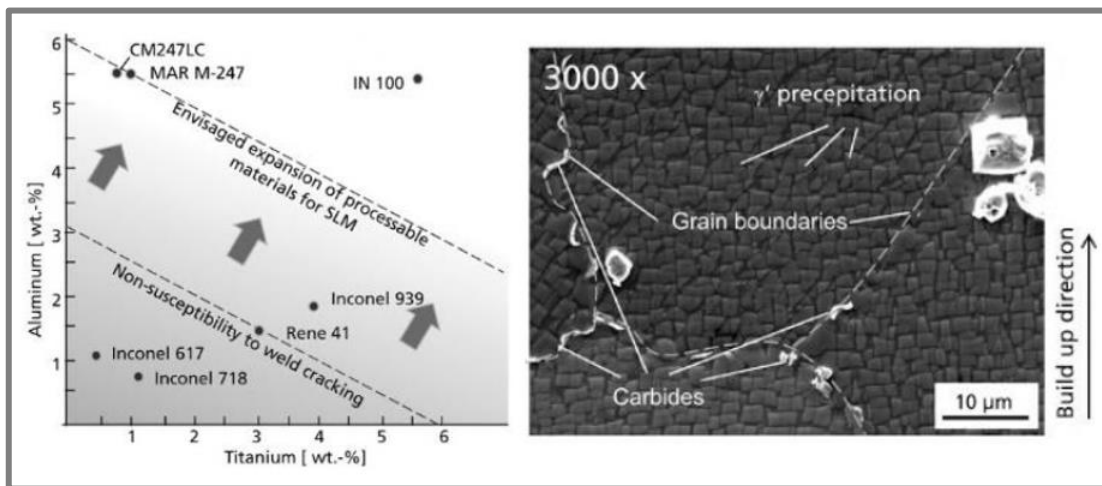 6
5
4
3
2
1
Aluminum [ wt.-%]
CM247LC
MAR M-247
IN 100
Envisaged expansion of processable
materials for SLM
Inconel 939
Rene 41
Non-susceptibility to weld cracking
Inconel 617
Inconel 718
1 2 3 4 5 6
Titanium [ wt.-%]
3000 x
γ' precepitation
Grain boundaries
Carbides
10 µm
Build up direction